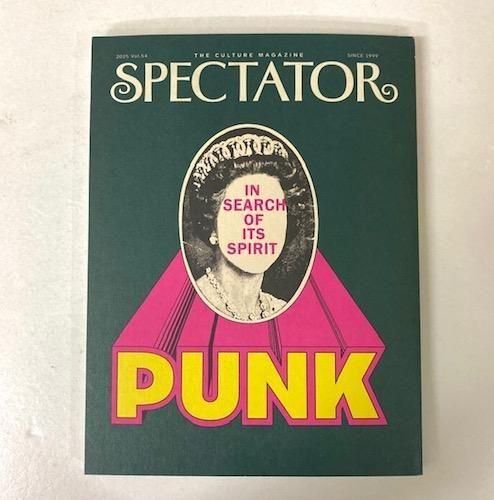 2025 Vol.54 THE CULTURE MAGAZINE SINCE 1999
SPECTATOR
IN
SEARCH
OF
ITS
SPIRIT
PUNK